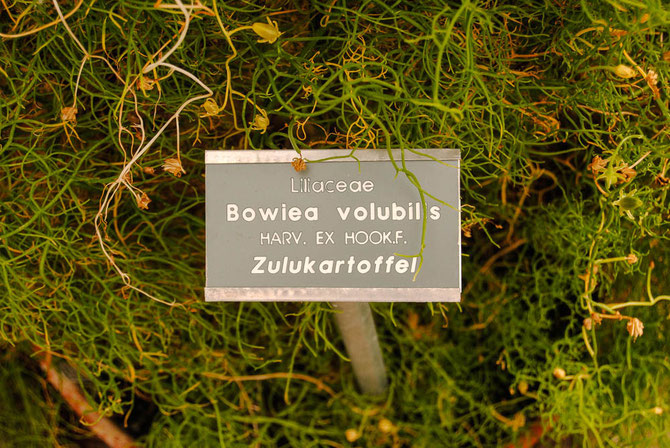 Liliaceae
Bowiea volubilis
HARV. EX HOOK.F.
Zulukartoffel